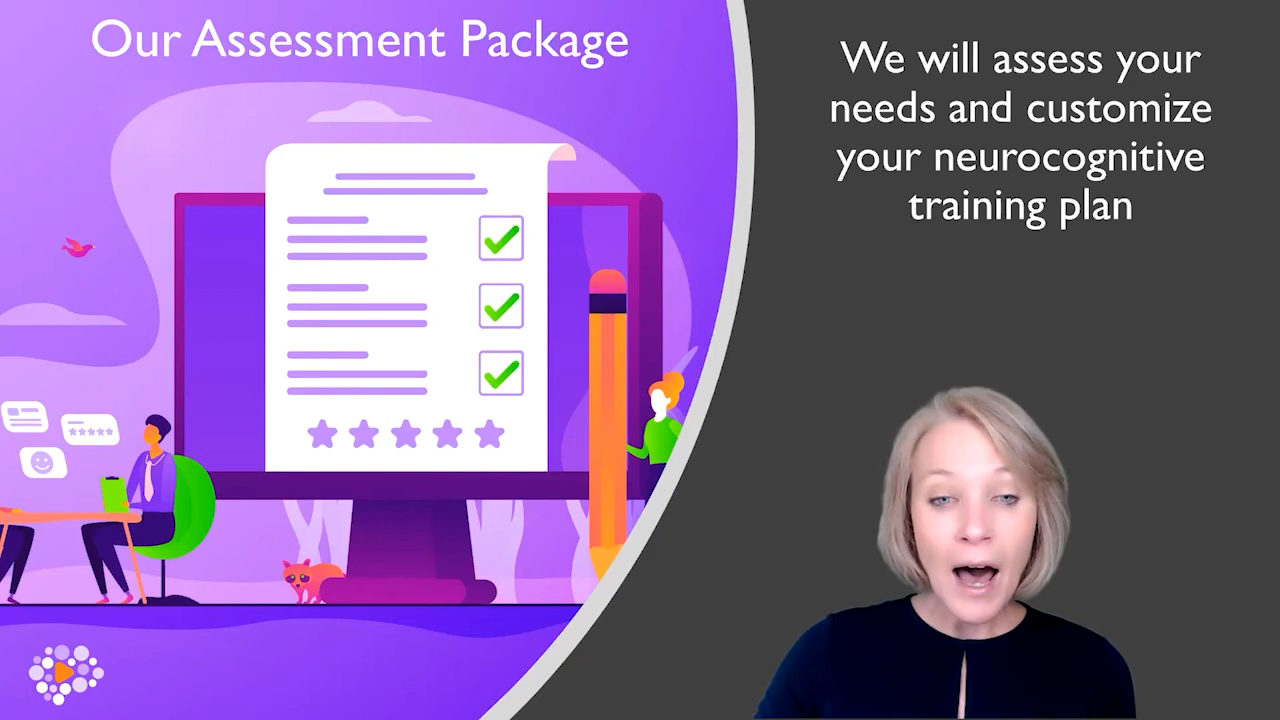 Our Assessment Package
We will assess your
needs and customize
your neurocognitive
training plan